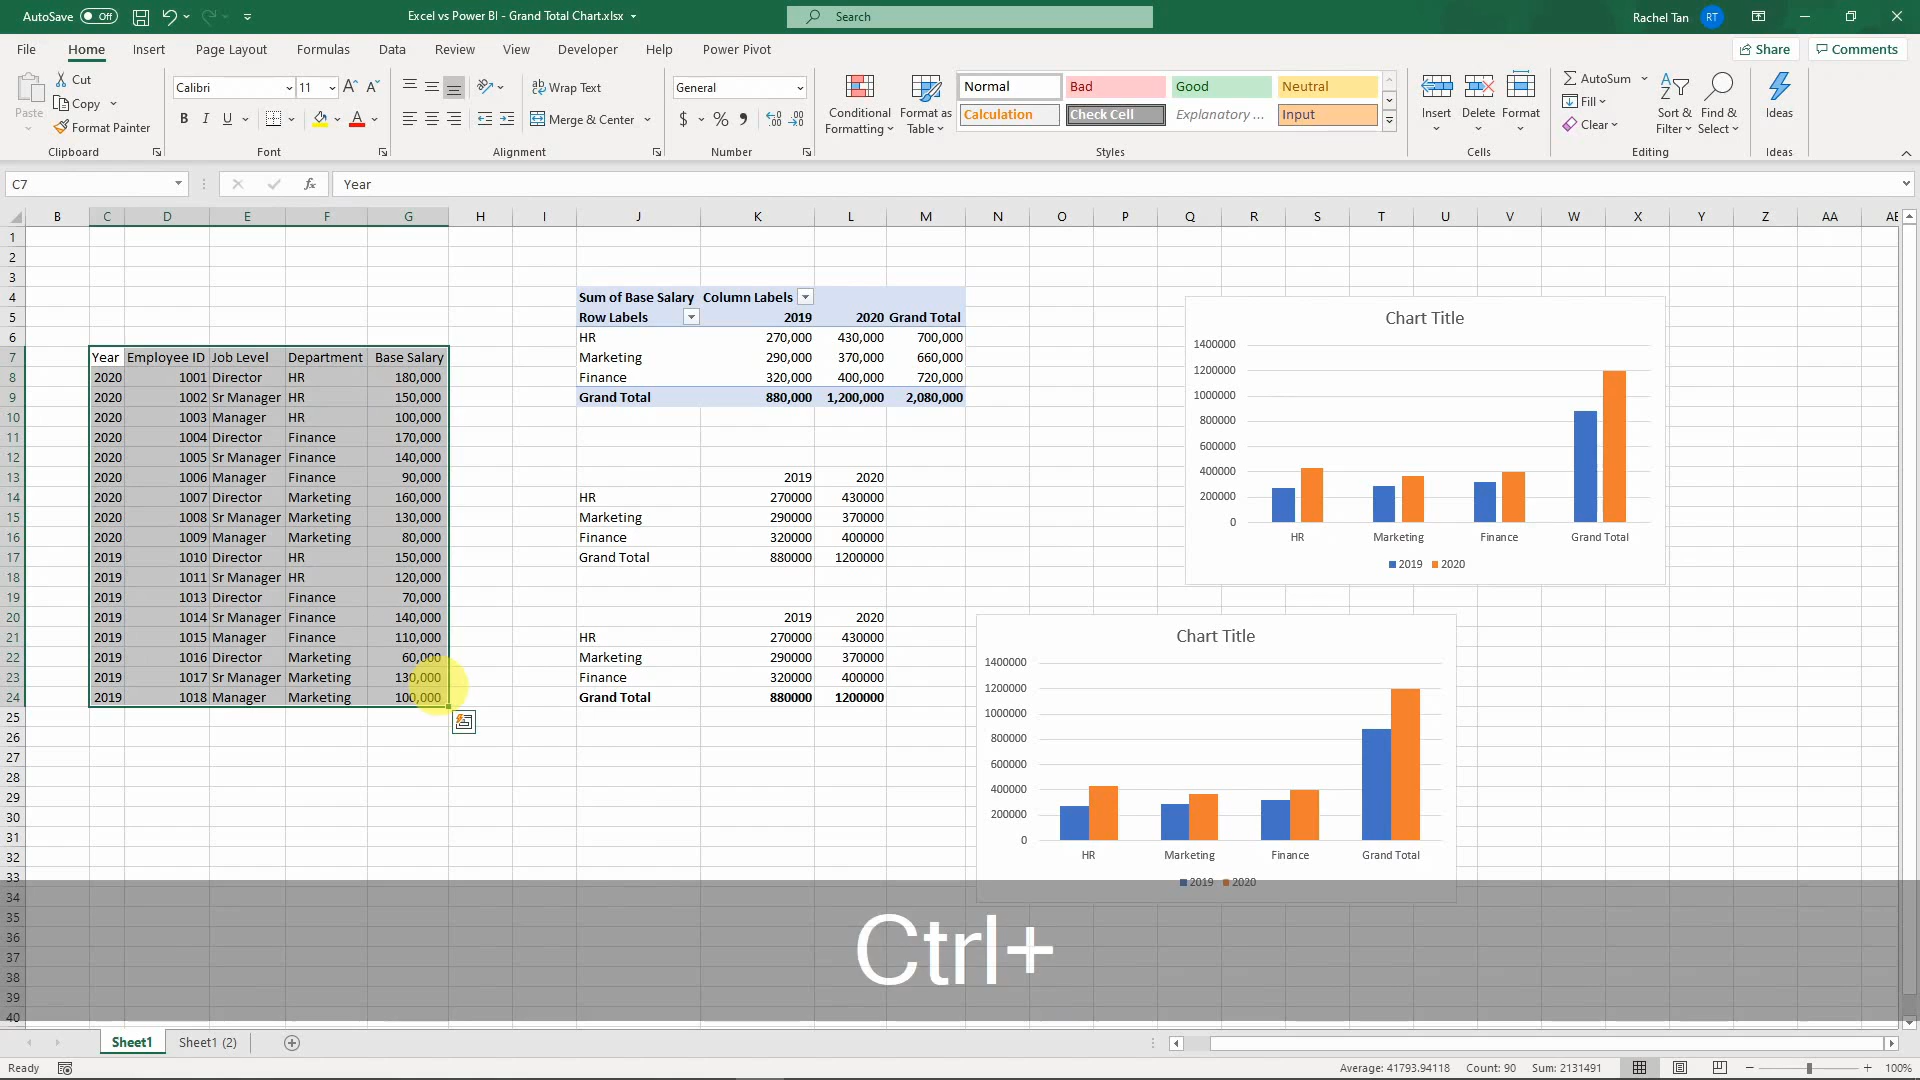 AutoSave Off Excel vs Power BI - Grand Total Chart.xlsx Search Rachel Tan RT
File Home Insert Page Layout Formulas Data Review View Developer Help Power Pivot Share Comments
Paste Cut Copy Format Painter
Calibri 11
B I U
Wrap Text
Merge & Center
General
$ % 9
Conditional Formatting
Format as Table
Normal Bad Good Neutral
Calculation Check Cell Explanatory ... Input
Insert Delete Format
AutoSum
Fill
Clear
Sort & Filter
Find & Select
Ideas
Clipboard Font Alignment Number Styles Cells Editing Ideas
C7 fx Year
B C D E F G H I J K L M N O P Q R S T U V W X Y Z AA AE
1
2
3
4 Sum of Base Salary Column Labels
5 Row Labels 2019 2020 Grand Total
6 HR 270,000 430,000 700,000
7 Year Employee ID Job Level Department Base Salary Marketing 290,000 370,000 660,000
8 2020 1001 Director HR 180,000 Finance 320,000 400,000 720,000
9 2020 1002 Sr Manager HR 150,000 Grand Total 880,000 1,200,000 2,080,000
10 2020 1003 Manager HR 100,000
11 2020 1004 Director Finance 170,000
12 2020 1005 Sr Manager Finance 140,000
13 2020 1006 Manager Finance 90,000 2019 2020
14 2020 1007 Director Marketing 160,000 HR 270000 430000
15 2020 1008 Sr Manager Marketing 130,000 Marketing 290000 370000
16 2020 1009 Manager Marketing 80,000 Finance 320000 400000
17 2019 1010 Director HR 150,000 Grand Total 880000 1200000
18 2019 1011 Sr Manager HR 120,000
19 2019 1013 Director Finance 70,000
20 2019 1014 Sr Manager Finance 140,000 2019 2020
21 2019 1015 Manager Finance 110,000 HR 270000 430000
22 2019 1016 Director Marketing 60,000 Marketing 290000 370000
23 2019 1017 Sr Manager Marketing 130,000 Finance 320000 400000
24 2019 1018 Manager Marketing 100,000 Grand Total 880000 1200000
25
26
27
28
29
30
31
32
33
34
35
36
37
38
39
40
Chart Title
1400000
1200000
1000000
800000
600000
400000
200000
0
HR Marketing Finance Grand Total
2019 2020
Chart Title
1400000
1200000
1000000
800000
600000
400000
200000
0
HR Marketing Finance Grand Total
2019 2020
Ctrl+
Sheet1 Sheet1 (2)
Ready Average: 41793.94118 Count: 90 Sum: 2131491 100%